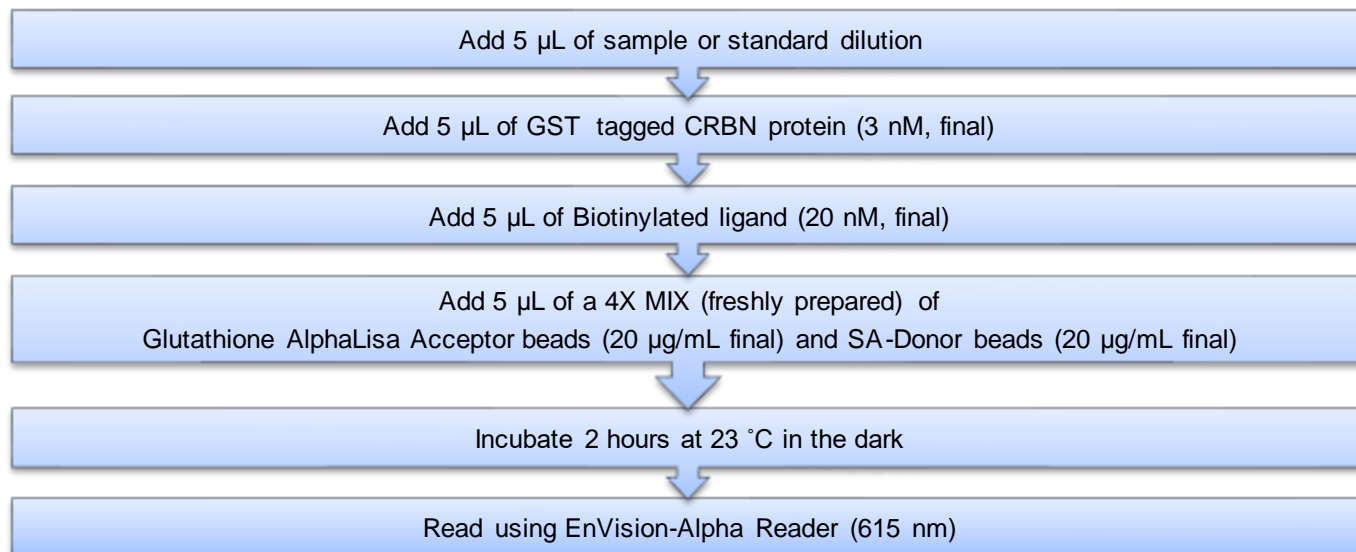 Add 5 µL of sample or standard dilution
Add 5 µL of GST tagged CRBN protein (3 nM, final)
Add 5 µL of Biotinylated ligand (20 nM, final)
Add 5 µL of a 4X MIX (freshly prepared) of
Glutathione AlphaLisa Acceptor beads (20 µg/mL final) and SA-Donor beads (20 µg/mL final)
Incubate 2 hours at 23 ˚C in the dark
Read using EnVision-Alpha Reader (615 nm)